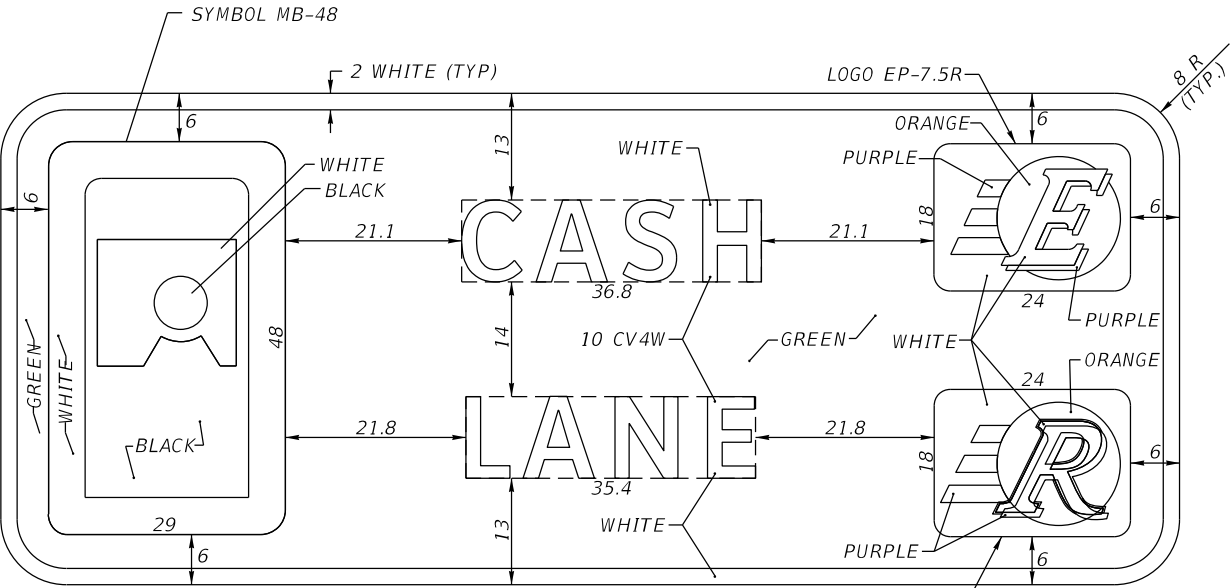 SYMBOL MB-48
2 WHITE (TYP)
LOGO EP-7.5R
8 R
(TYP.)
6
13
6
ORANGE
WHITE
PURPLE
WHITE
BLACK
6
E
18
6
21.1
CASH
21.1
36.8
24
PURPLE
GREEN
WHITE
48
14
10 CV4W
GREEN
WHITE
ORANGE
24
BLACK
21.8
LANE
21.8
R
18
6
35.4
29
6
13
WHITE
PURPLE
6